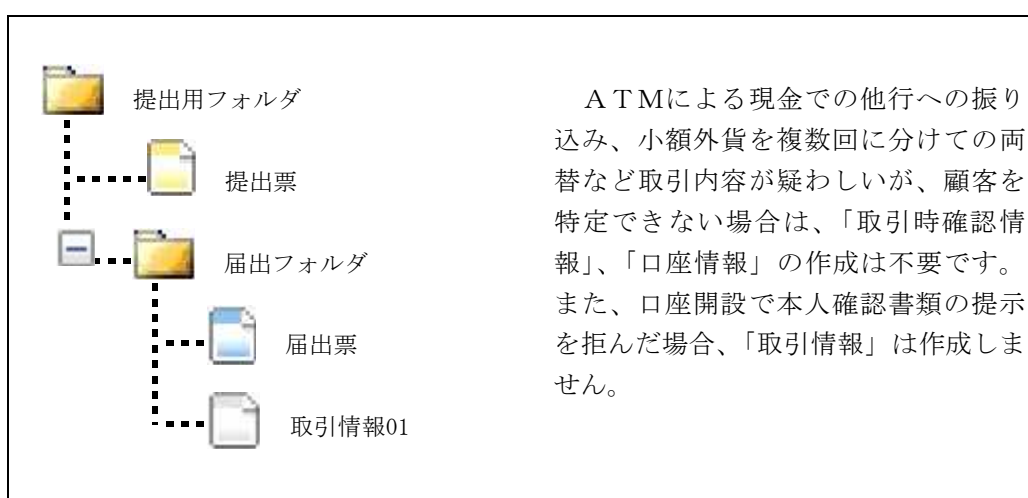 提出用フォルダ
提出票
届出フォルダ
届出票
取引情報01
ATMによる現金での他行への振り
込み、小額外貨を複数回に分けての両
替など取引内容が疑わしいが、顧客を
特定できない場合は、「取引時確認情
報」、「口座情報」の作成は不要です。
また、口座開設で本人確認書類の提示
を拒んだ場合、「取引情報」は作成しま
せん。